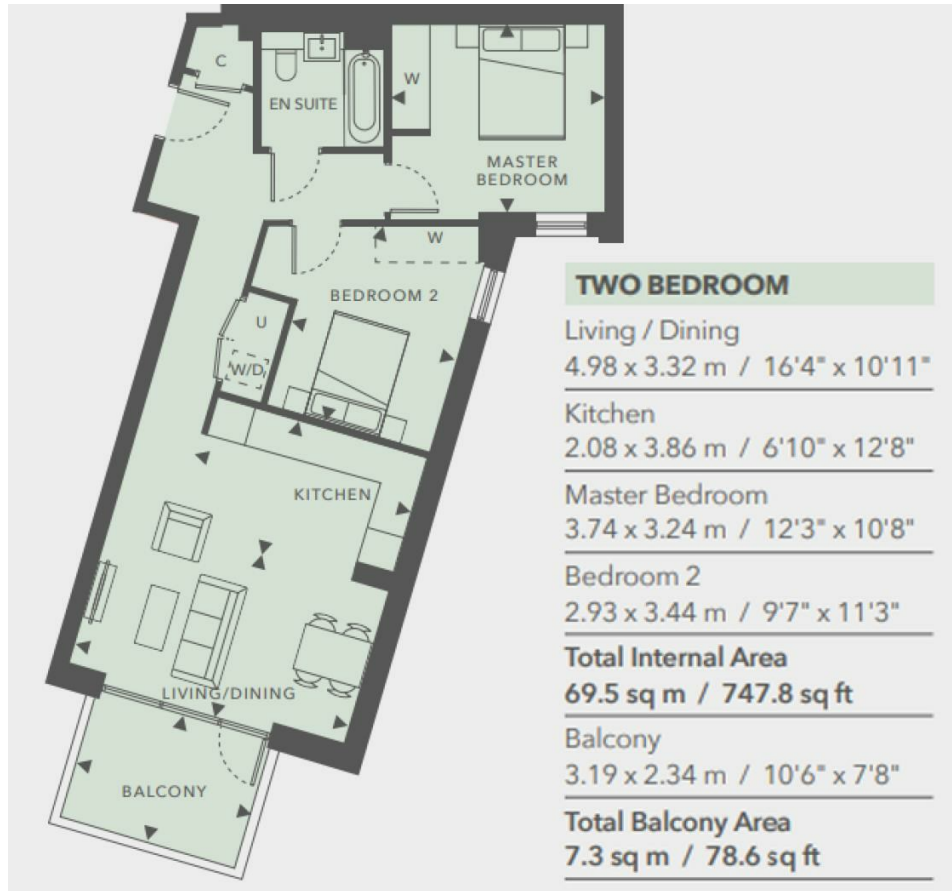 C
EN SUITE
W
MASTER
BEDROOM
W
BEDROOM 2
U
W/D
KITCHEN
LIVING/DINING
BALCONY
TWO BEDROOM
Living / Dining
4.98 x 3.32 m / 16'4" x 10'11"
Kitchen
2.08 x 3.86 m / 6'10" x 12'8"
Master Bedroom
3.74 x 3.24 m / 12'3" x 10'8"
Bedroom 2
2.93 x 3.44 m / 9'7" x 11'3"
Total Internal Area
69.5 sq m / 747.8 sq ft
Balcony
3.19 x 2.34 m / 10'6" x 7'8"
Total Balcony Area
7.3 sq m / 78.6 sq ft